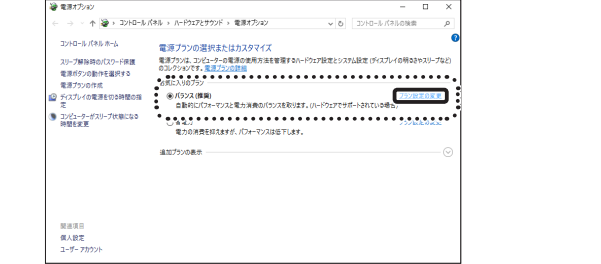 電源オプション
コントロール パネル > ハードウェアとサウンド > 電源オプション
コントロール パネルの検索
コントロール パネル ホーム
スリープ解除時のパスワード保護
電源ボタンの動作を選択する
電源プランの作成
ディスプレイの電源を切る時間の指定
コンピューターがスリープ状態になる時間を変更
電源プランの選択またはカスタマイズ
電源プランは、コンピューターの電源の使用方法を管理するハードウェア設定とシステム設定 (ディスプレイの明るさやスリープなど)
のコレクションです。電源プランの詳細
お気に入りのプラン
バランス (推奨)
プラン設定の変更
自動的にパフォーマンスと電力消費のバランスを取ります。(ハードウェアでサポートされている場合)
電力の消費を抑えますが、パフォーマンスは低下します。
追加プランの表示
関連項目
個人設定
ユーザー アカウント